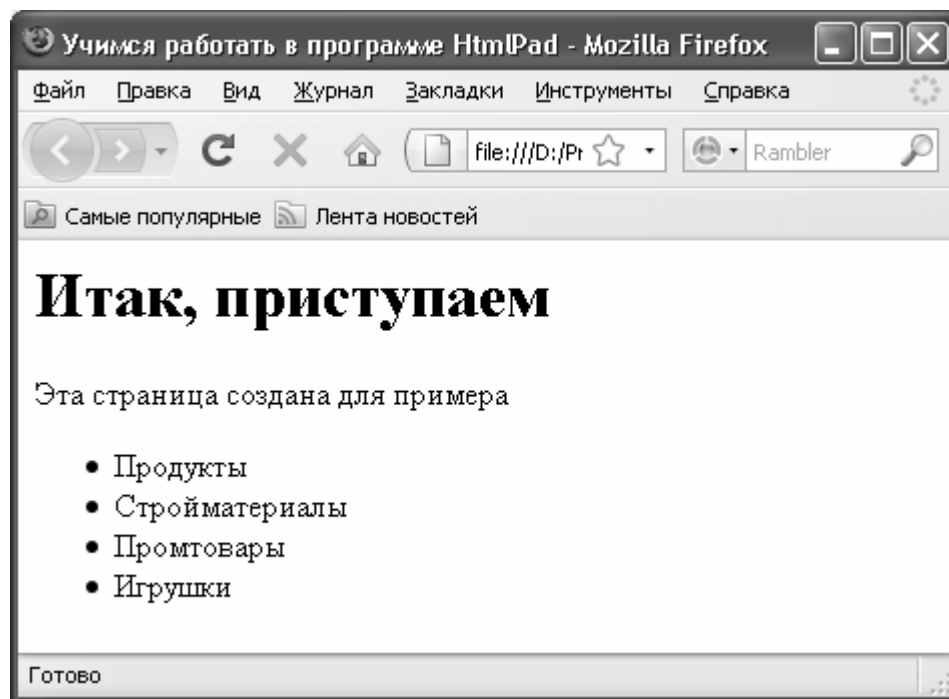 Учимся работать в программе HtmlPad - Mozilla Firefox
Файл Правка Вид Журнал Закладки Инструменты Справка
file:///D:/Pr Rambler
Самые популярные Лента новостей
Итак, приступаем
Эта страница создана для примера
• Продукты
• Стройматериалы
• Промтовары
• Игрушки
Готово